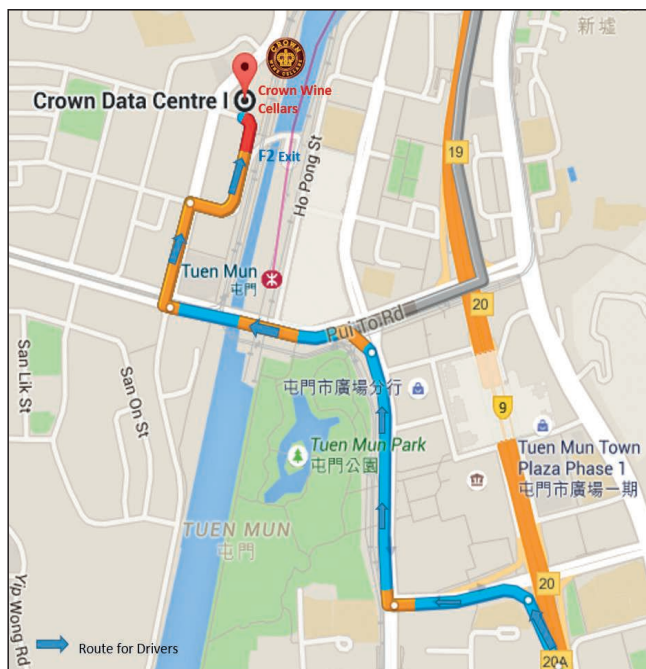 新墟
CROWN
WINE CELLARS
Crown Data Centre I
Crown Wine
Cellars
F2 Exit
Ho Pong St
19
20
Tuen Mun
屯門
20
Pui To Rd
San Lik St
San On St
屯門市廣場分行
9
Tuen Mun Park
屯門公園
Tuen Mun Town
Plaza Phase 1
屯門市廣場一期
TUEN MUN
屯門
Yip Wong Rd
20
20A
Route for Drivers